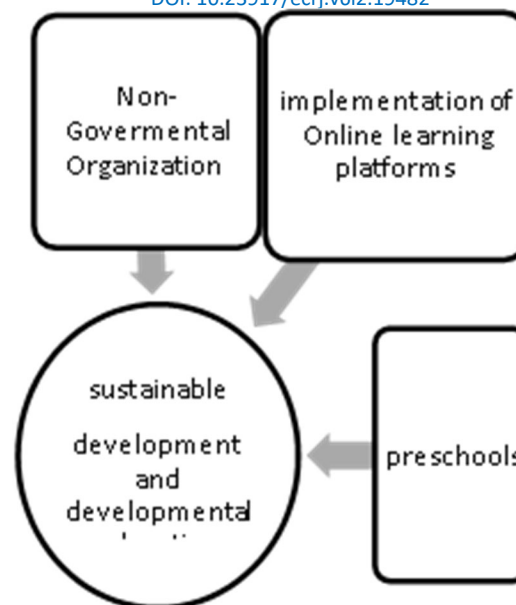 Non-
Govermental
Organization
implementation of
Online learning
platforms
sustainable
development
and
developmental
preschools